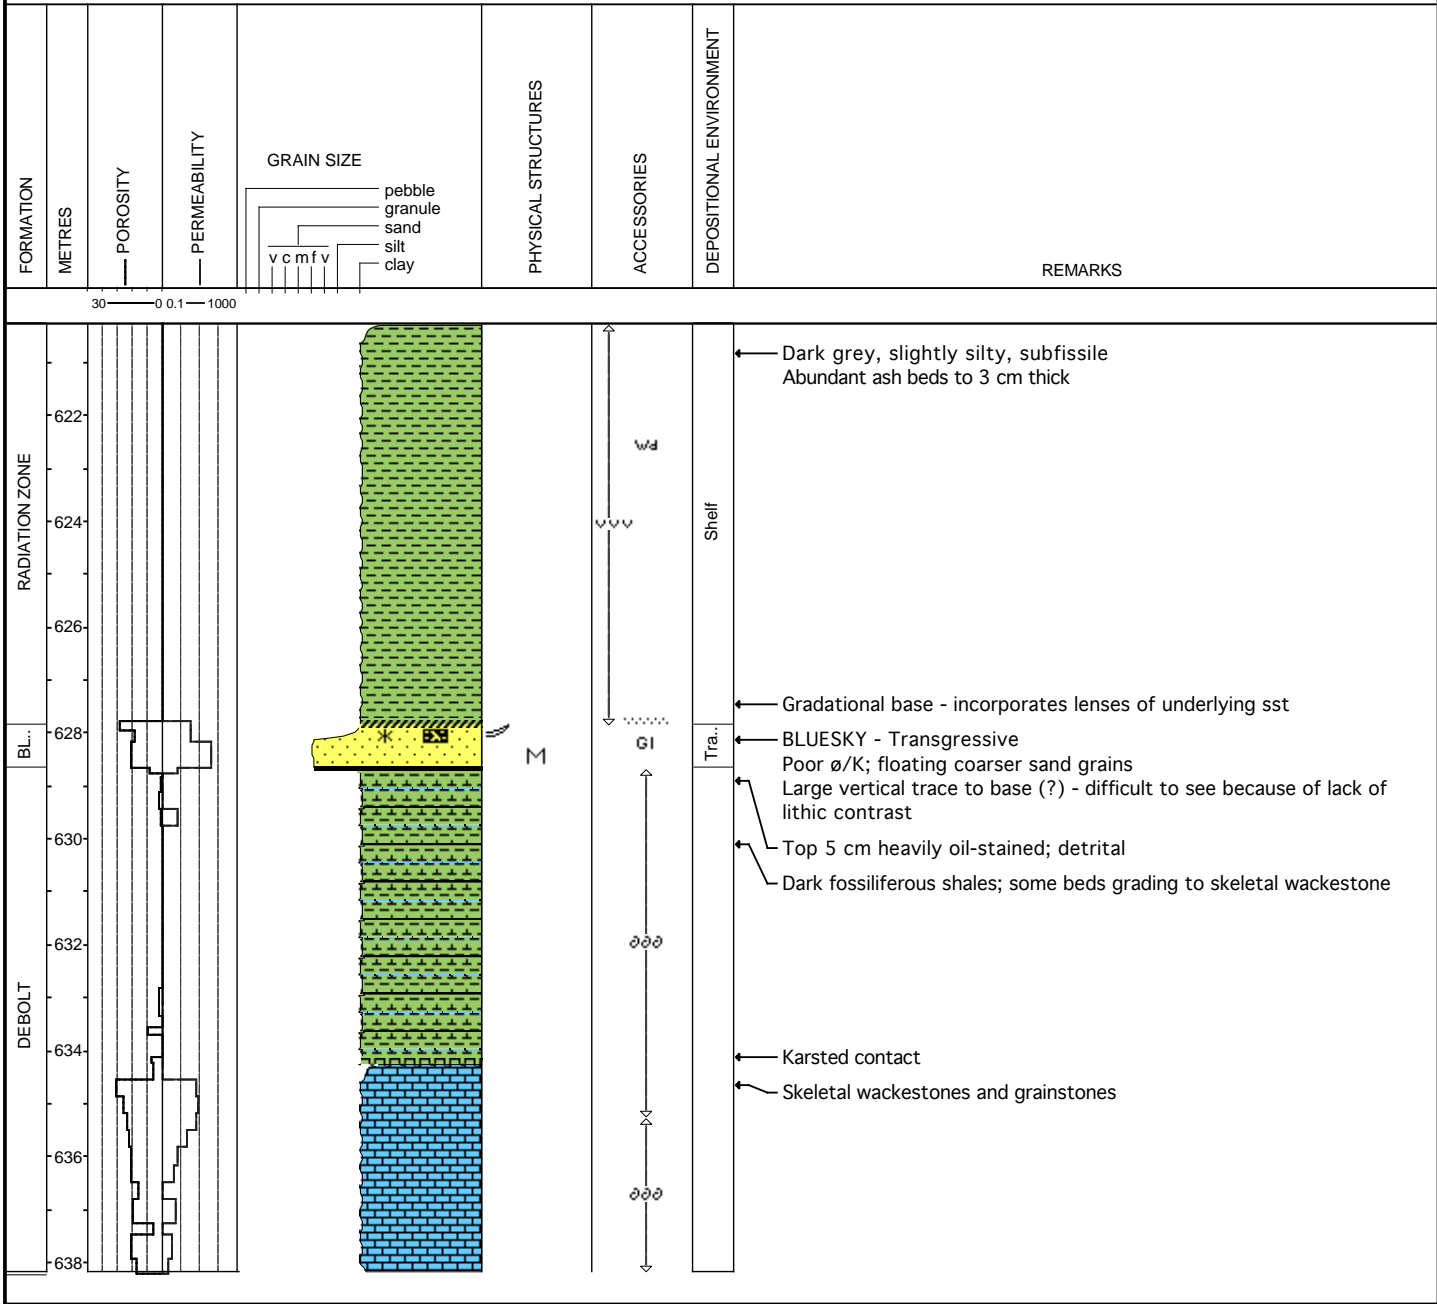 FORMATION
METRES
POROSITY
PERMEABILITY
GRAIN SIZE
pebble
granule
sand
silt
v c m f v
clay
PHYSICAL STRUCTURES
ACCESSORIES
DEPOSITIONAL ENVIRONMENT
REMARKS
30 0 0.1 1000
RADIATION ZONE
BL..
DEBOLT
622
624
626
628
630
632
634
636
638
M
Gl
Shelf
Tra..
Dark grey, slightly silty, subfissile
Abundant ash beds to 3 cm thick
Gradational base - incorporates lenses of underlying sst
BLUESKY - Transgressive
Poor ø/K; floating coarser sand grains
Large vertical trace to base (?) - difficult to see because of lack of
lithic contrast
Top 5 cm heavily oil-stained; detrital
Dark fossiliferous shales; some beds grading to skeletal wackestone
Karsted contact
Skeletal wackestones and grainstones